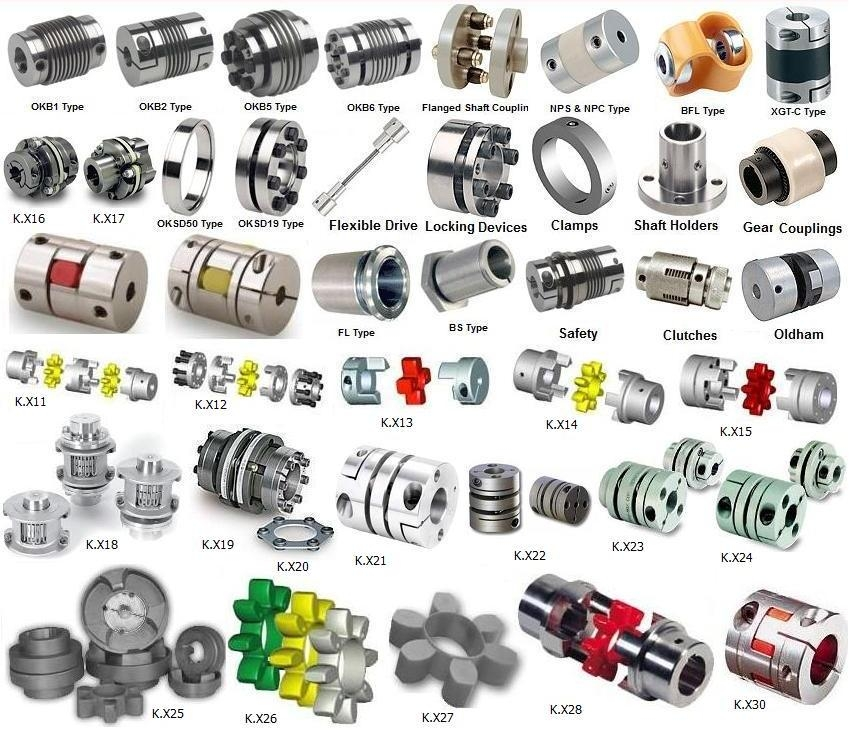 OKB1 Type
OKB2 Type
OKB5 Type
OKB6 Type
Flanged Shaft Couplin
NPS & NPC Type
BFL Type
XGT-C Type
K.X16
K.X17
OKSD50 Type
OKSD19 Type
Flexible Drive
Locking Devices
Clamps
Shaft Holders
Gear Couplings
FL Type
BS Type
Safety
Clutches
Oldham
K.X11
K.X12
K.X13
K.X14
K.X15
K.X18
K.X19
K.X20
K.X21
K.X22
K.X23
K.X24
K.X25
K.X26
K.X27
K.X28
K.X30